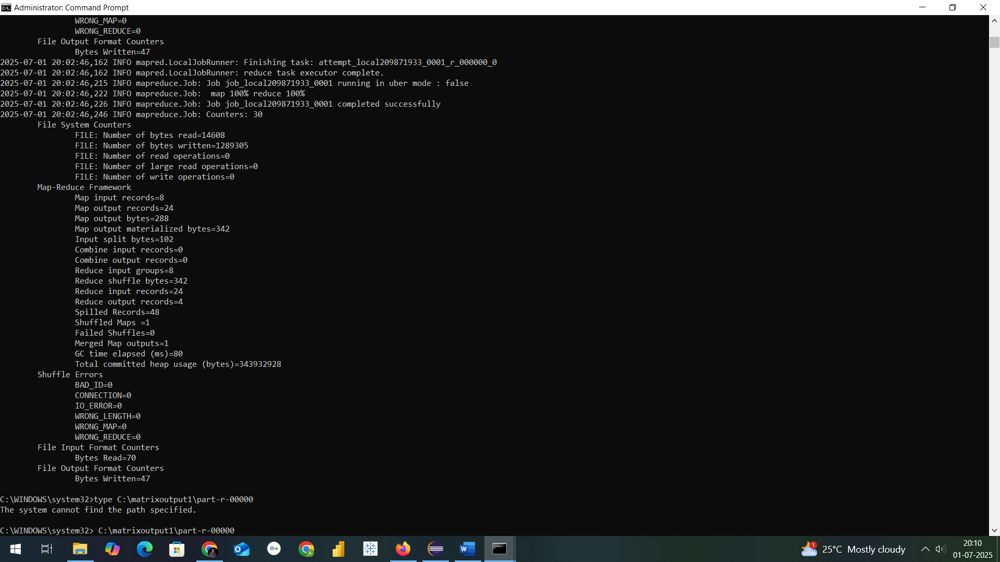 Administrator: Command Prompt
WRONG_MAP=0
WRONG_REDUCE=0
File Output Format Counters
Bytes Written=47
2025-07-01 20:02:46,162 INFO mapred.LocalJobRunner: Finishing task: attempt_local209871933_0001_r_000000_0
2025-07-01 20:02:46,162 INFO mapred.LocalJobRunner: reduce task executor complete.
2025-07-01 20:02:46,215 INFO mapreduce.Job: Job job_local209871933_0001 running in uber mode : false
2025-07-01 20:02:46,222 INFO mapreduce.Job:  map 100% reduce 100%
2025-07-01 20:02:46,226 INFO mapreduce.Job: Job job_local209871933_0001 completed successfully
2025-07-01 20:02:46,246 INFO mapreduce.Job: Counters: 30
File System Counters
FILE: Number of bytes read=14608
FILE: Number of bytes written=1289305
FILE: Number of read operations=0
FILE: Number of large read operations=0
FILE: Number of write operations=0
Map-Reduce Framework
Map input records=8
Map output records=24
Map output bytes=288
Map output materialized bytes=342
Input split bytes=102
Combine input records=0
Combine output records=0
Reduce input groups=8
Reduce shuffle bytes=342
Reduce input records=24
Reduce output records=4
Spilled Records=48
Shuffled Maps =1
Failed Shuffles=0
Merged Map outputs=1
GC time elapsed (ms)=80
Total committed heap usage (bytes)=343932928
Shuffle Errors
BAD_ID=0
CONNECTION=0
IO_ERROR=0
WRONG_LENGTH=0
WRONG_MAP=0
WRONG_REDUCE=0
File Input Format Counters
Bytes Read=70
File Output Format Counters
Bytes Written=47
C:\WINDOWS\system32>type C:\matrixoutput1\part-r-00000
The system cannot find the path specified.
C:\WINDOWS\system32> C:\matrixoutput1\part-r-00000
1 25°C Mostly cloudy
20:10
01-07-2025